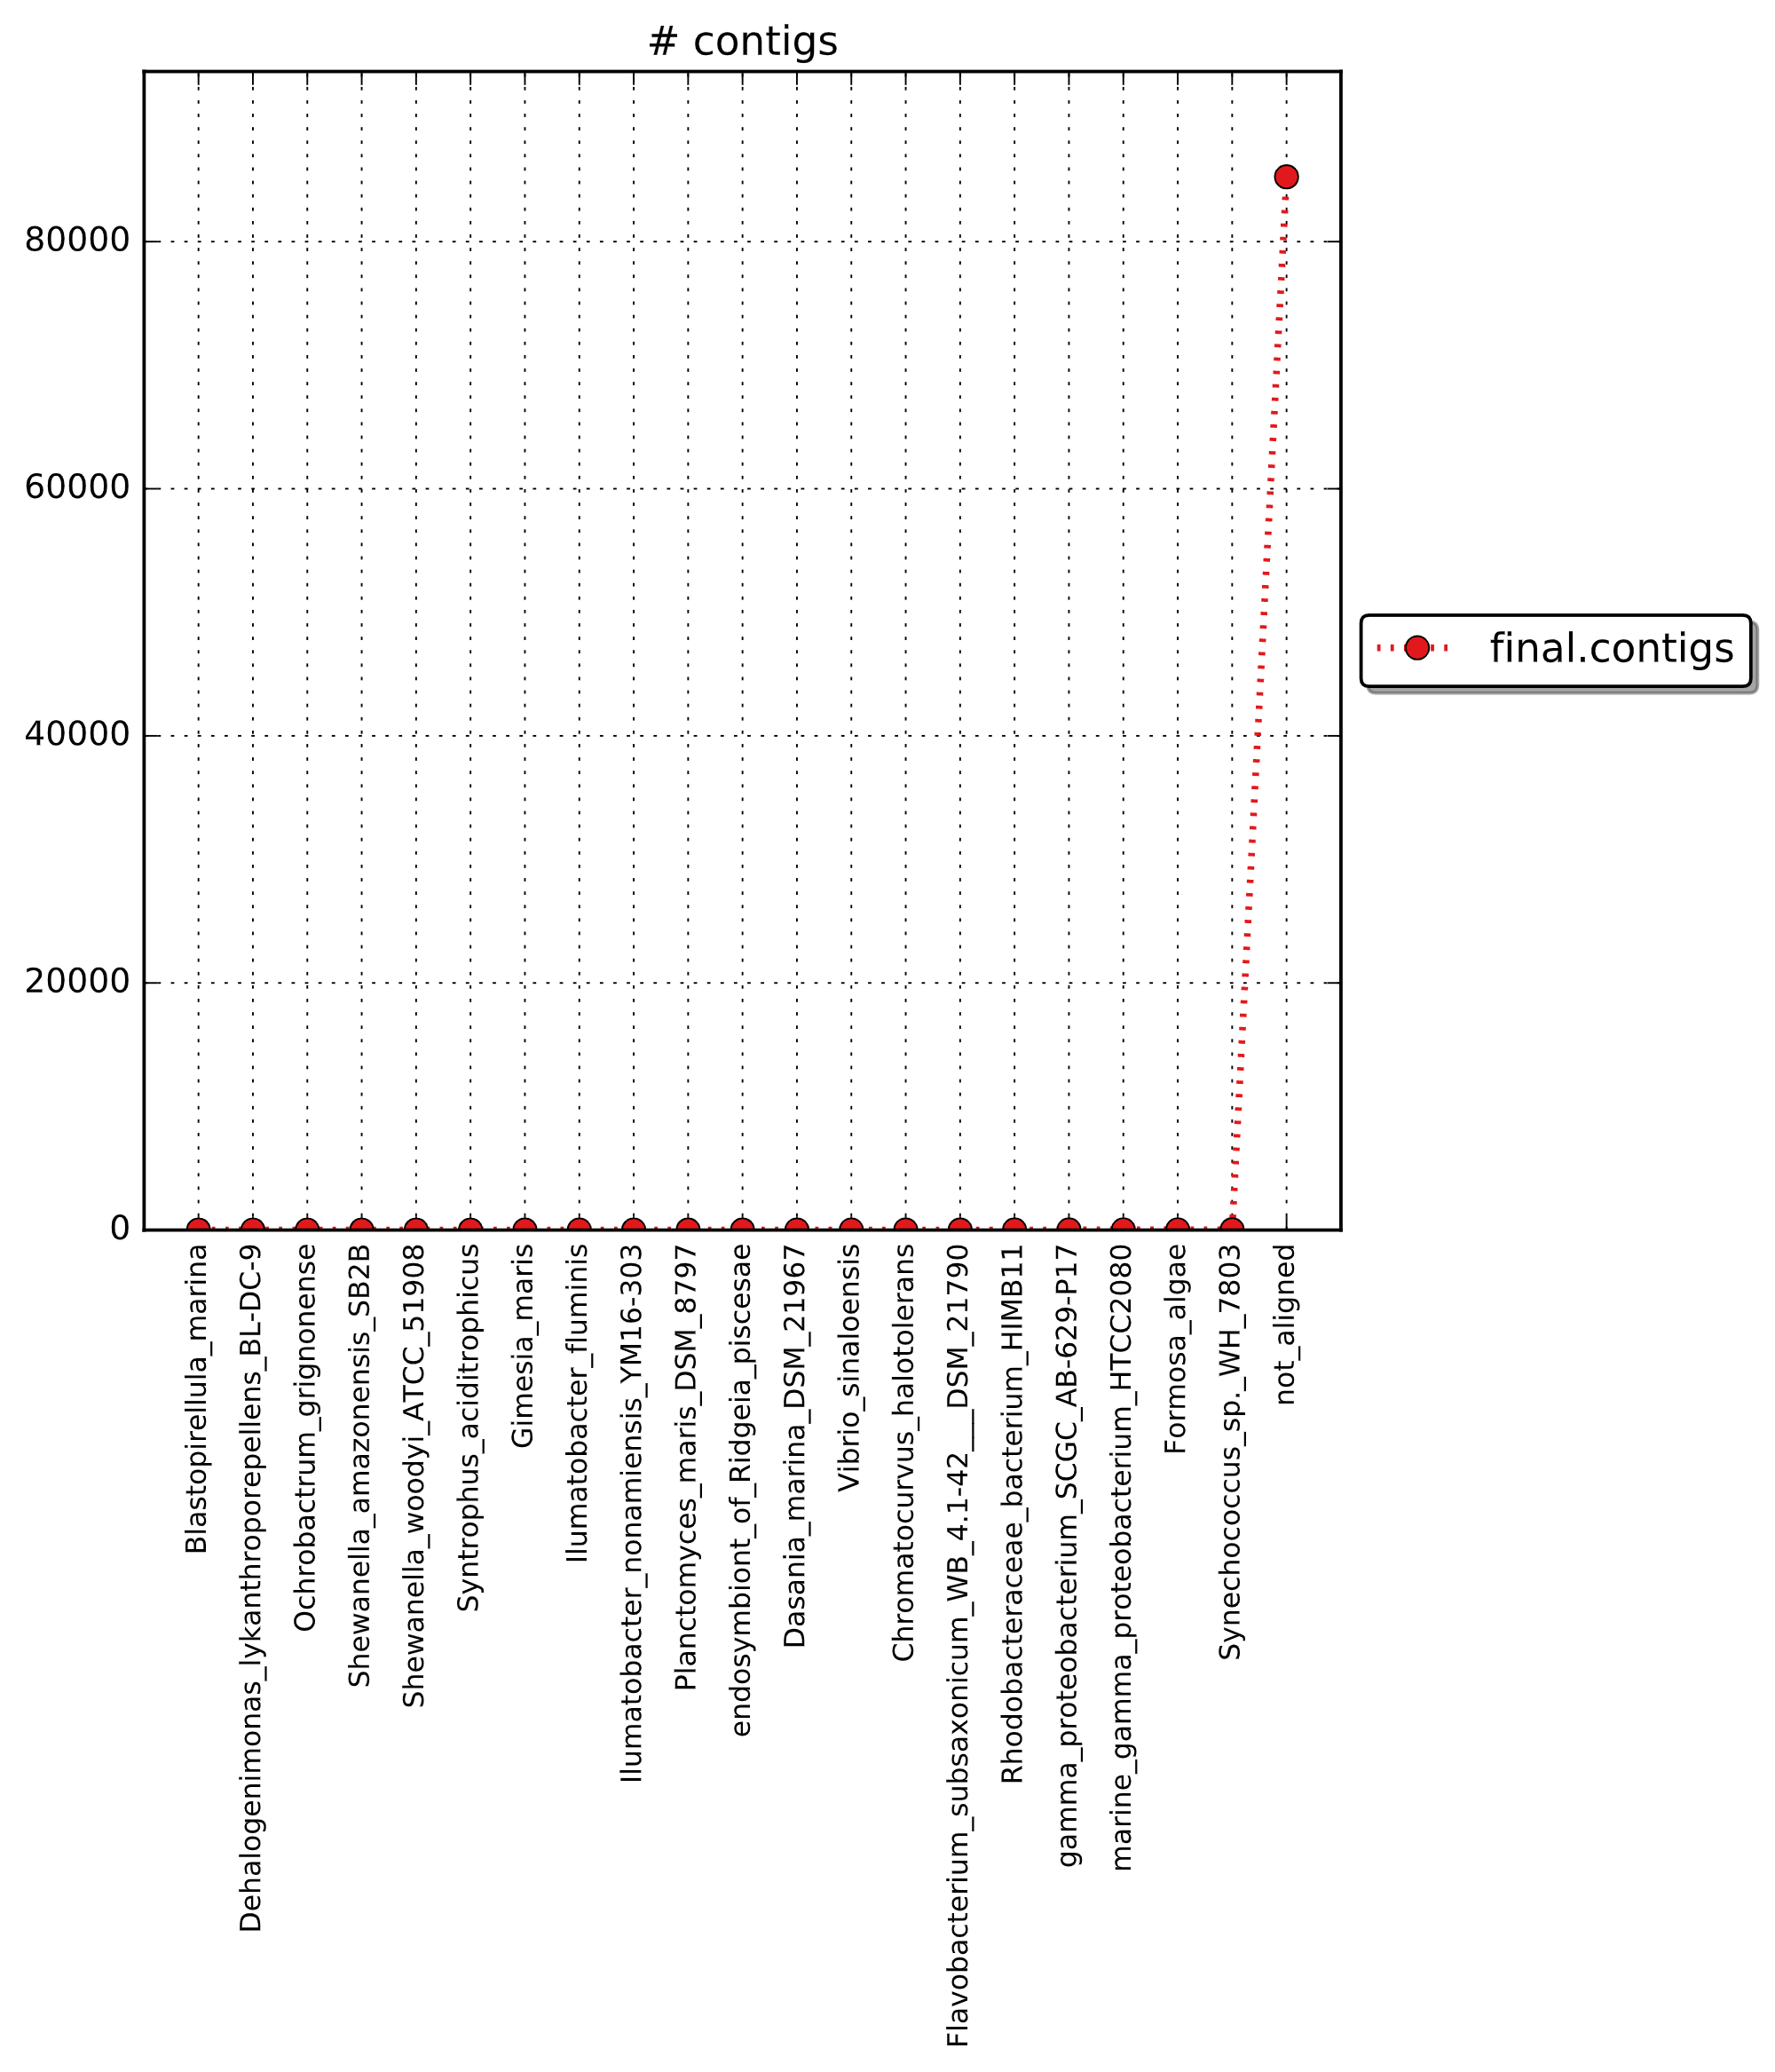 # contigs
80000
60000
40000
20000
0
final.contigs
Blastopirellula_marina
Dehalogenimonas_lykanthroporepellens_BL-DC-9
Ochrobactrum_grignonense
Shewanella_amazonensis_SB2B
Shewanella_woodyi_ATCC_51908
Syntrophus_aciditrophicus
Gimesia_maris
Ilumatobacter_fluminis
Ilumatobacter_nonamiensis_YM16-303
Planctomyces_maris_DSM_8797
endosymbiont_of_Ridgeia_piscesae
Dasania_marina_DSM_21967
Vibrio_sinaloensis
Chromatocurvus_halotolerans
Flavobacterium_subsaxonicum_WB_4.1-42___DSM_21790
Rhodobacteraceae_bacterium_HIMB11
gamma_proteobacterium_SCGC_AB-629-P17
marine_gamma_proteobacterium_HTCC2080
Formosa_algae
Synechococcus_sp._WH_7803
not_aligned